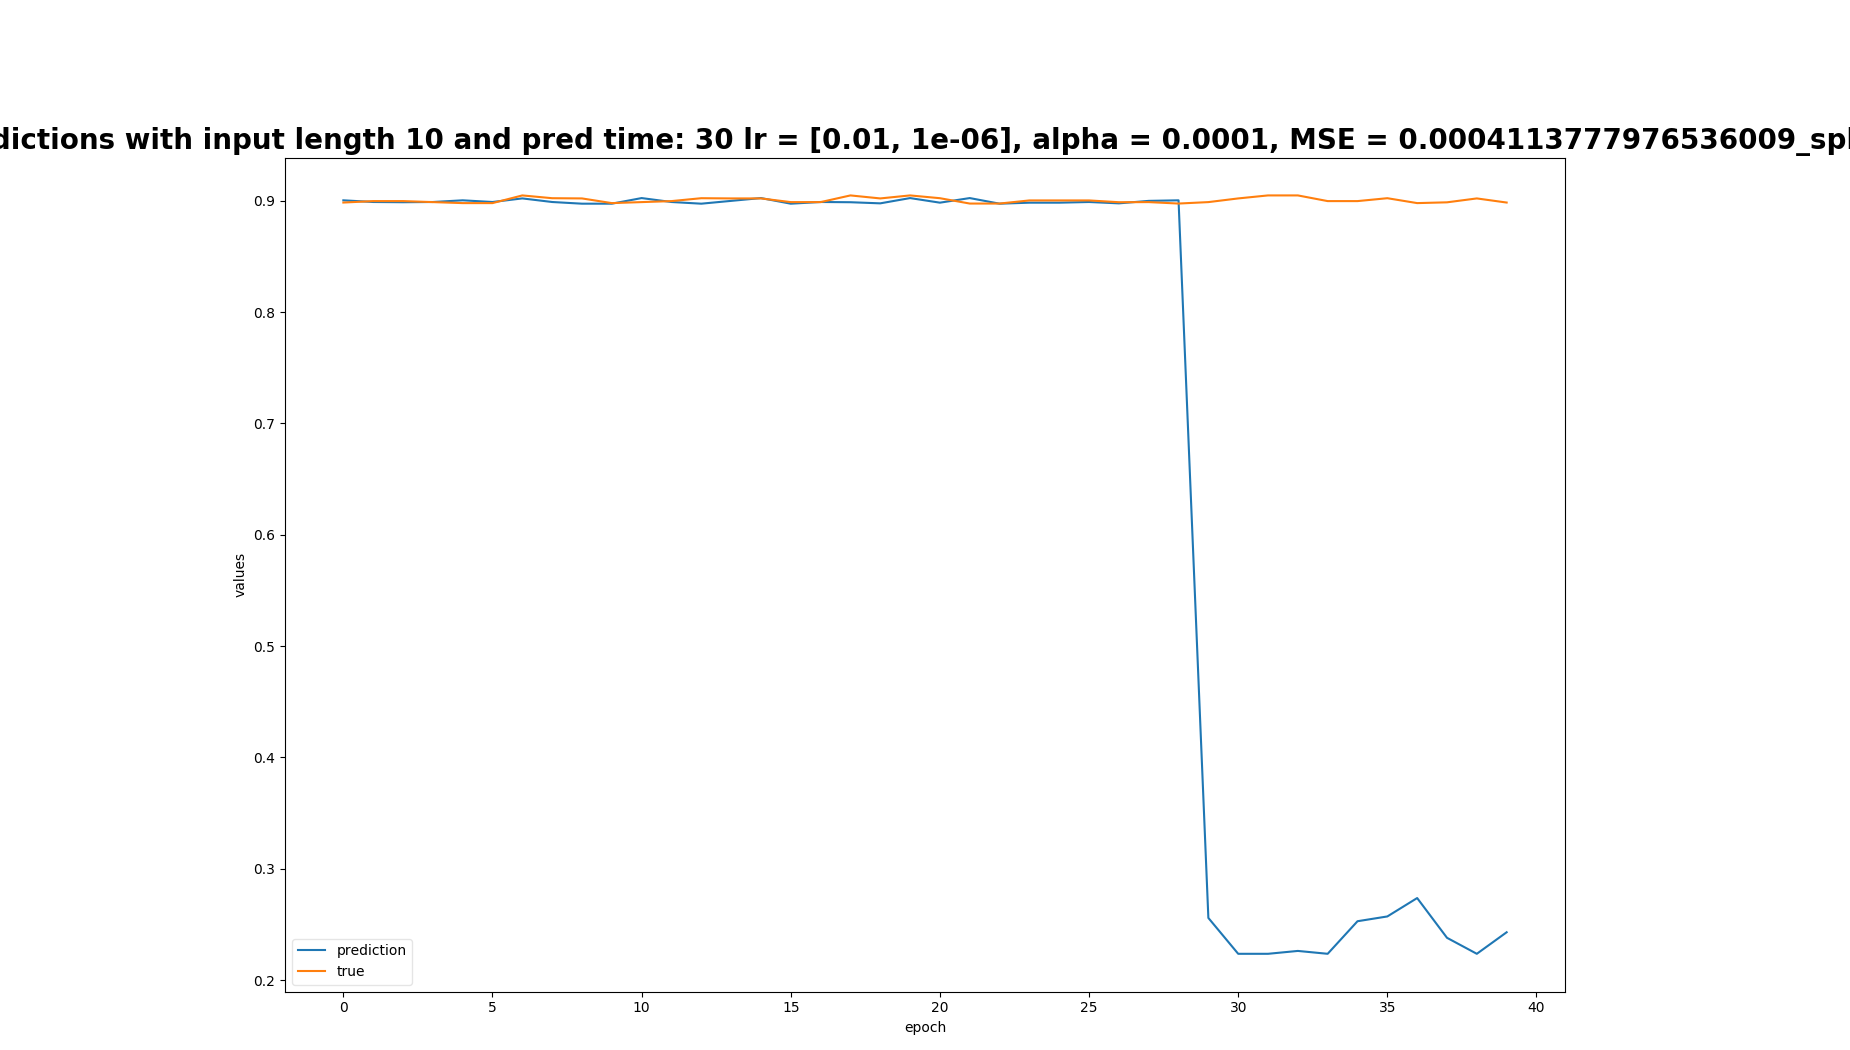 dictions with input length 10 and pred time: 30 lr = [0.01, 1e-06], alpha = 0.0001, MSE = 0.0004113777976536009_spl
0.9
0.8
0.7
0.6
0.5
0.4
0.3
0.2
values
prediction
true
0 5 10 15 20 25 30 35 40
epoch